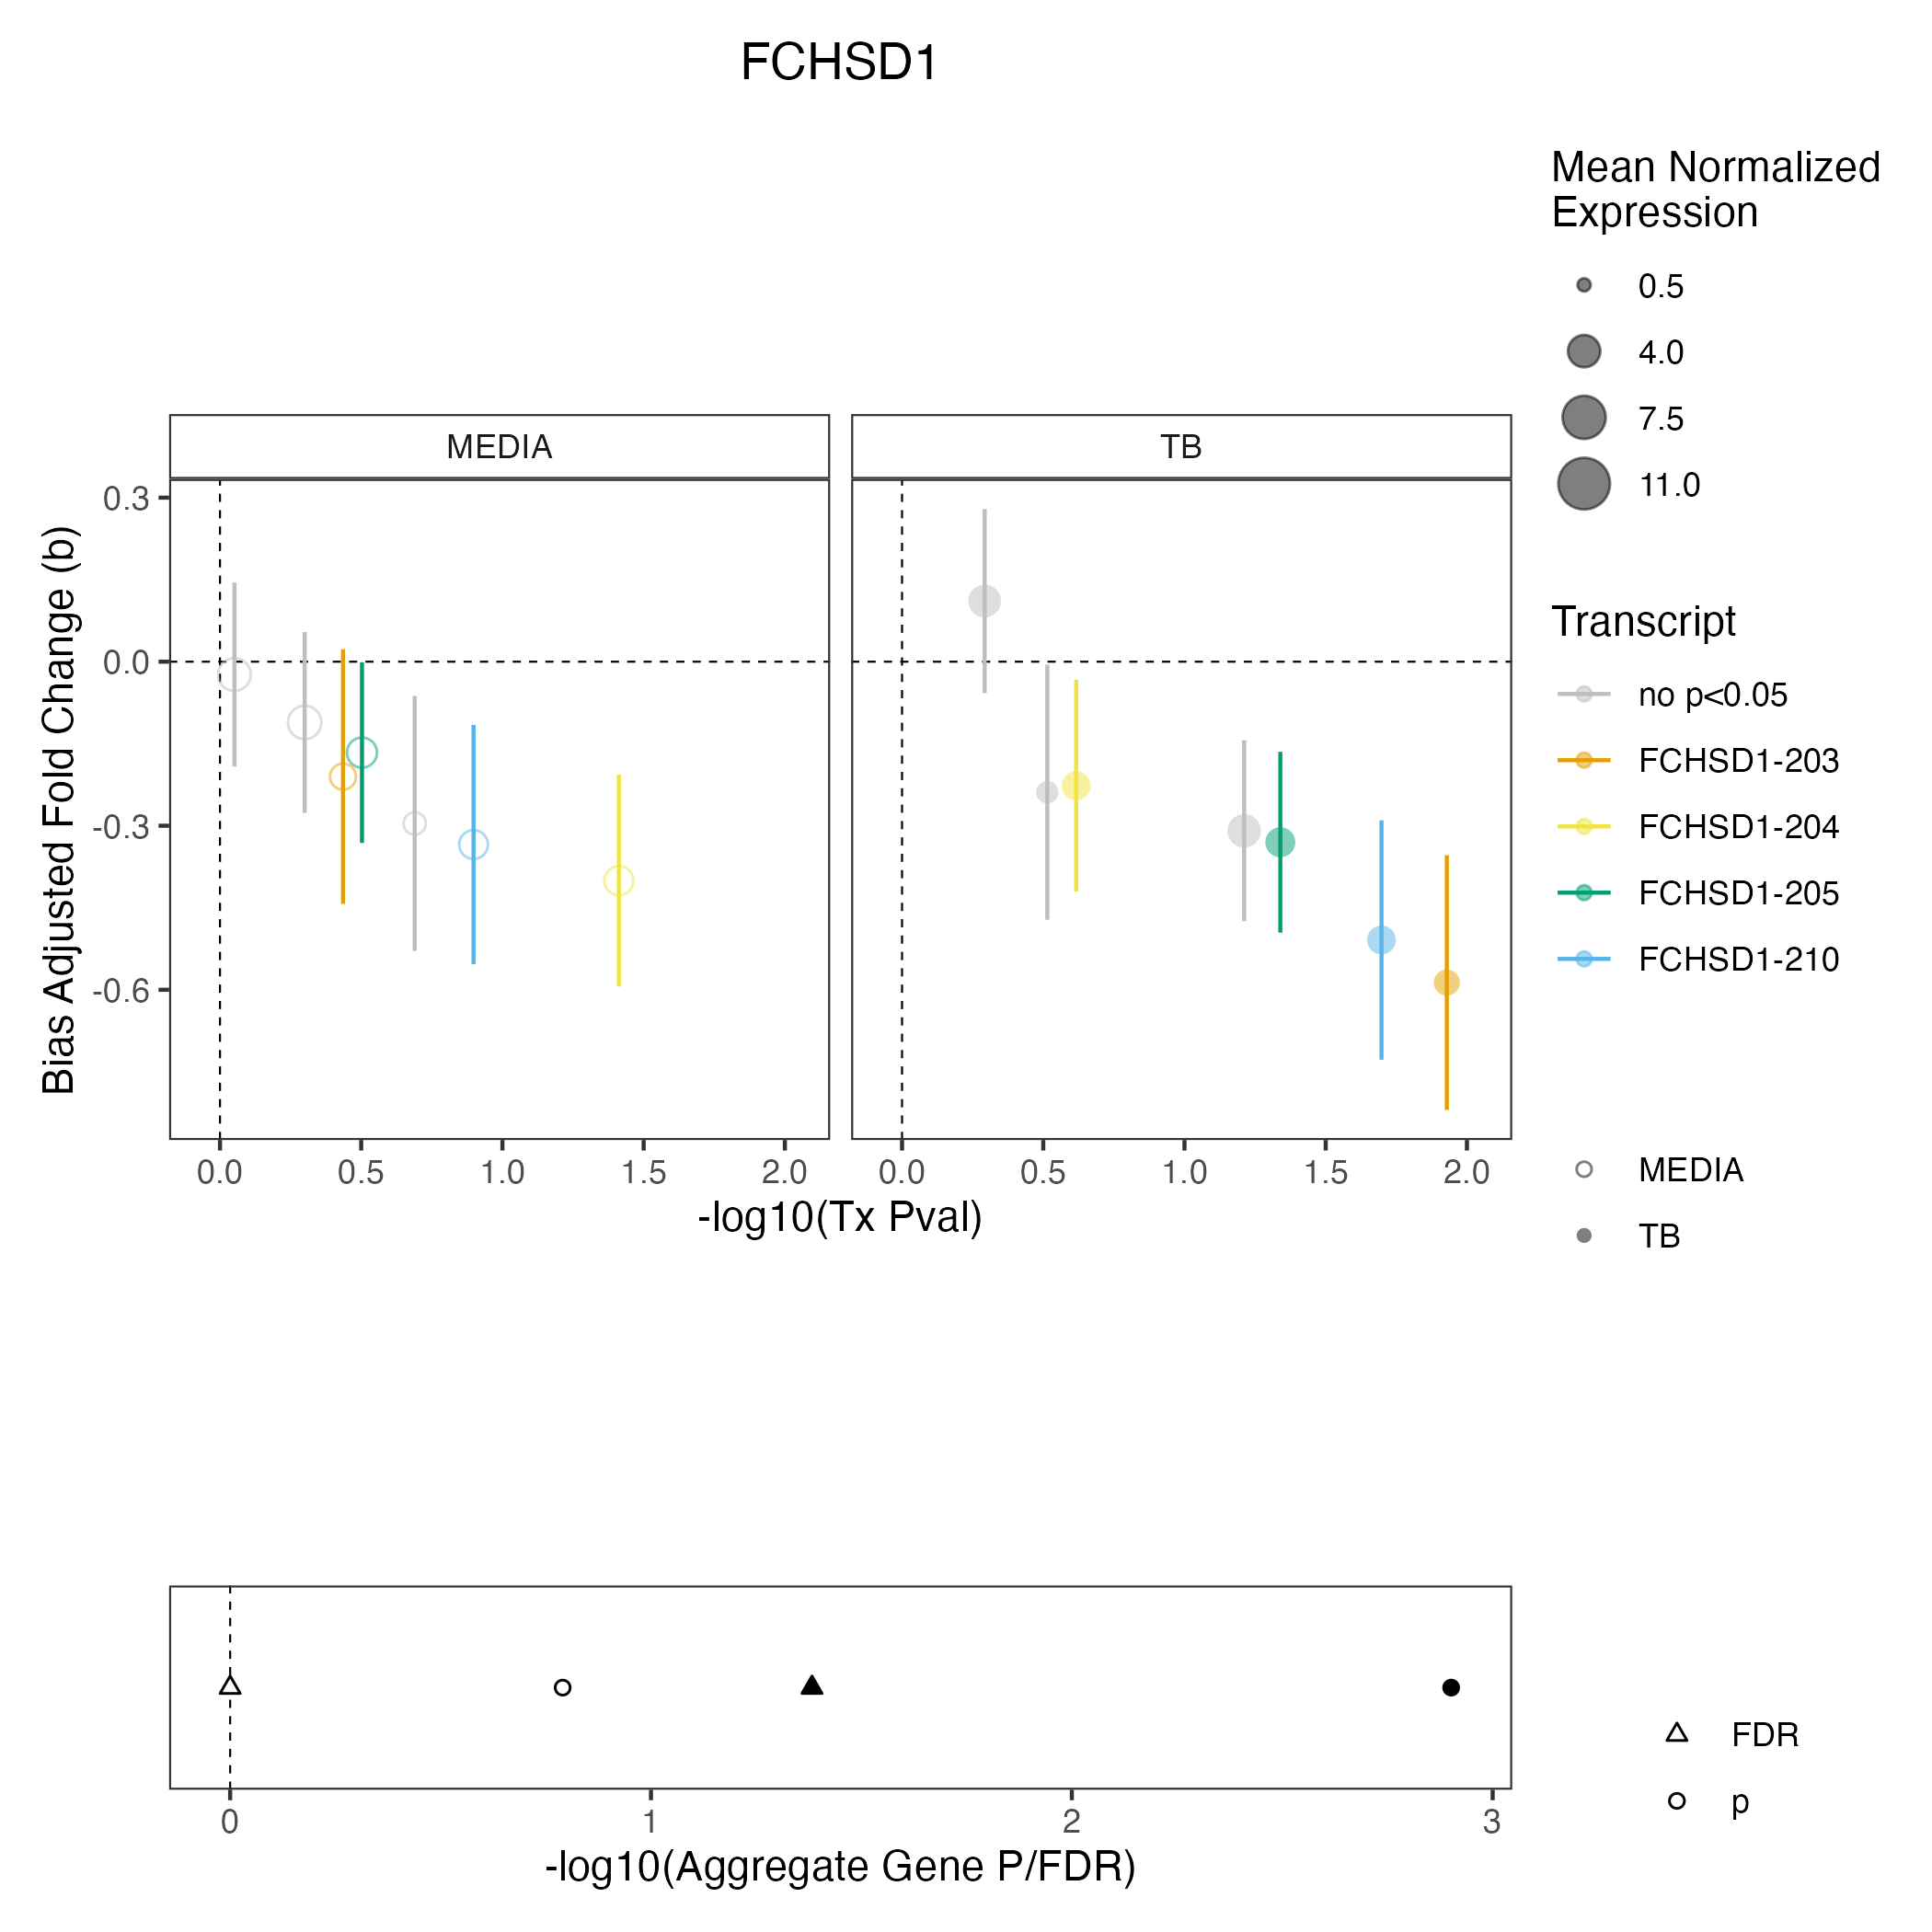 FCHSD1
Mean Normalized
Expression
0.5
4.0
7.5
11.0
MEDIA
TB
0.3
0.0
-0.3
-0.6
Bias Adjusted Fold Change (b)
0.0 0.5 1.0 1.5 2.0
0.0 0.5 1.0 1.5 2.0
-log10(Tx Pval)
Transcript
no p<0.05
FCHSD1-203
FCHSD1-204
FCHSD1-205
FCHSD1-210
MEDIA
TB
0 1 2 3
-log10(Aggregate Gene P/FDR)
FDR
p